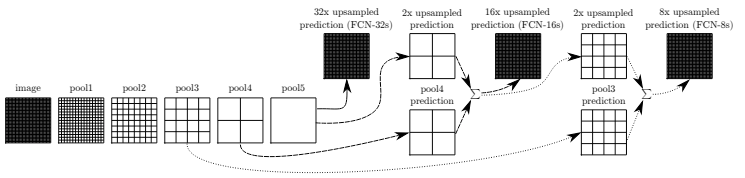 32x upsampled
prediction (FCN-32s)
2x upsampled
prediction
16x upsampled
prediction (FCN-16s)
2x upsampled
prediction
8x upsampled
prediction (FCN-8s)
image
pool1
pool2
pool3
pool4
pool5
pool4
prediction
pool3
prediction
Σ
Σ